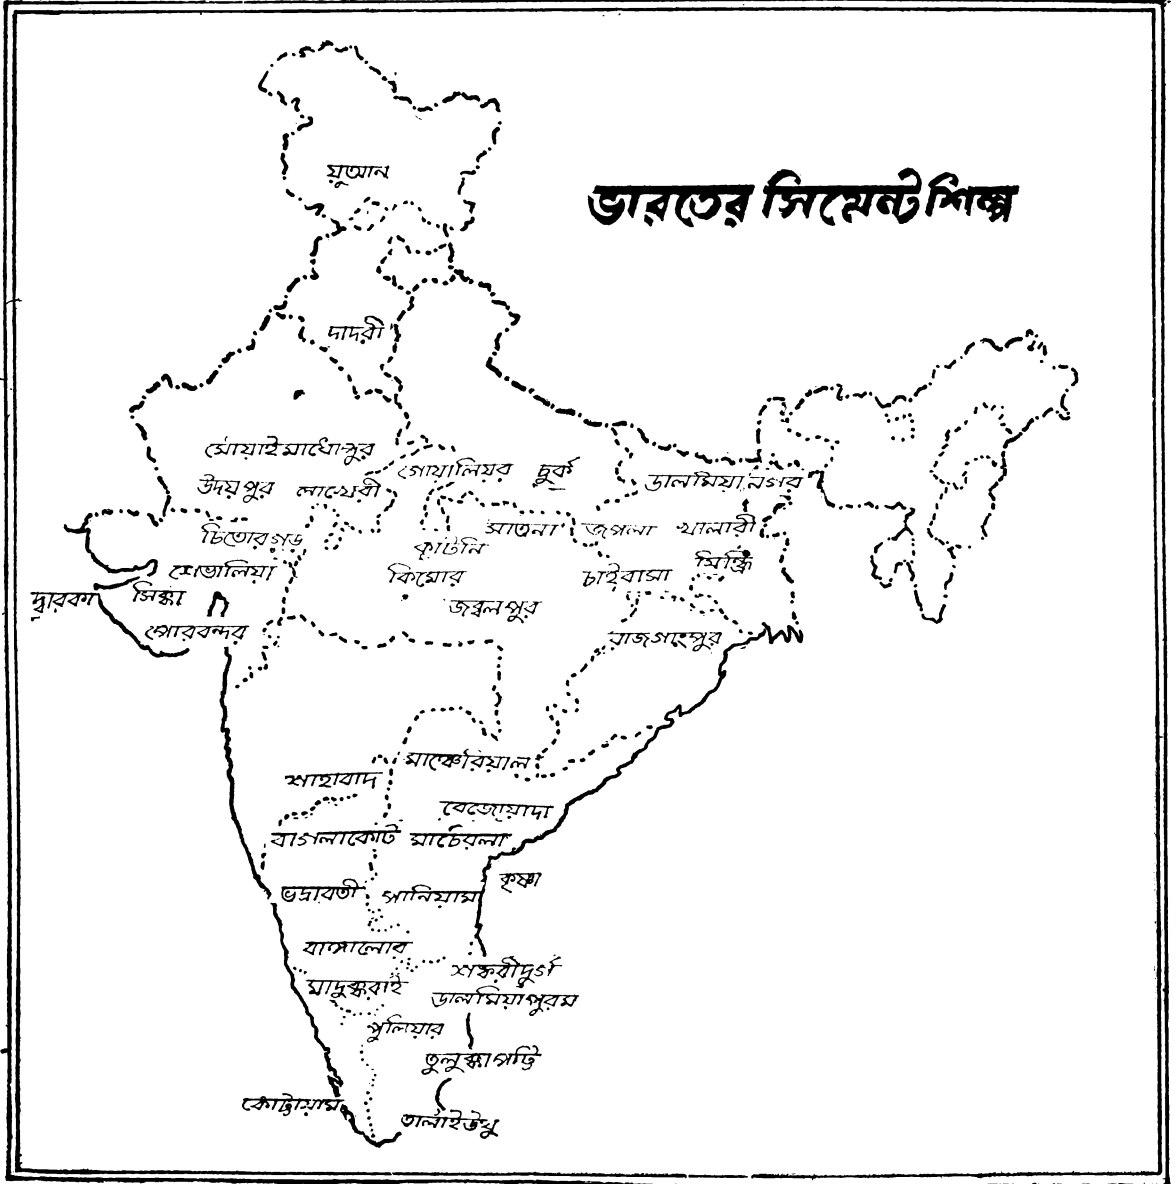 যুআন
ভারতের সিমেন্ট শিল্প
দাদরী
সোয়াইমাধোপুর
গোয়ালিয়র চুর্ক
ডালমিয়া নগর
উদয়পুর লাখেরী
সাতনা জপলা খালারী
চিতোরগড়
কাটনি
সিন্ধ্রি
শেভালিয়া
কিমোর চাইবাসা
দ্বারকা সিক্কা
জব্বলপুর
পোরবন্দর
রাজগাংপুর
মাঞ্চেরিয়াল
শাহাবাদ
বেজোয়াদা
বাগলাকোট মার্চেরলা
কৃষ্ণা
ভদ্রাবতী পানিয়াম
বাঙ্গালোর
শঙ্করীদুর্গ
মাদুক্করাই
ডালমিয়াপুরম
পুলিয়ার
তুলুক্কাপট্টি
কোট্টায়াম
তালাইউথু